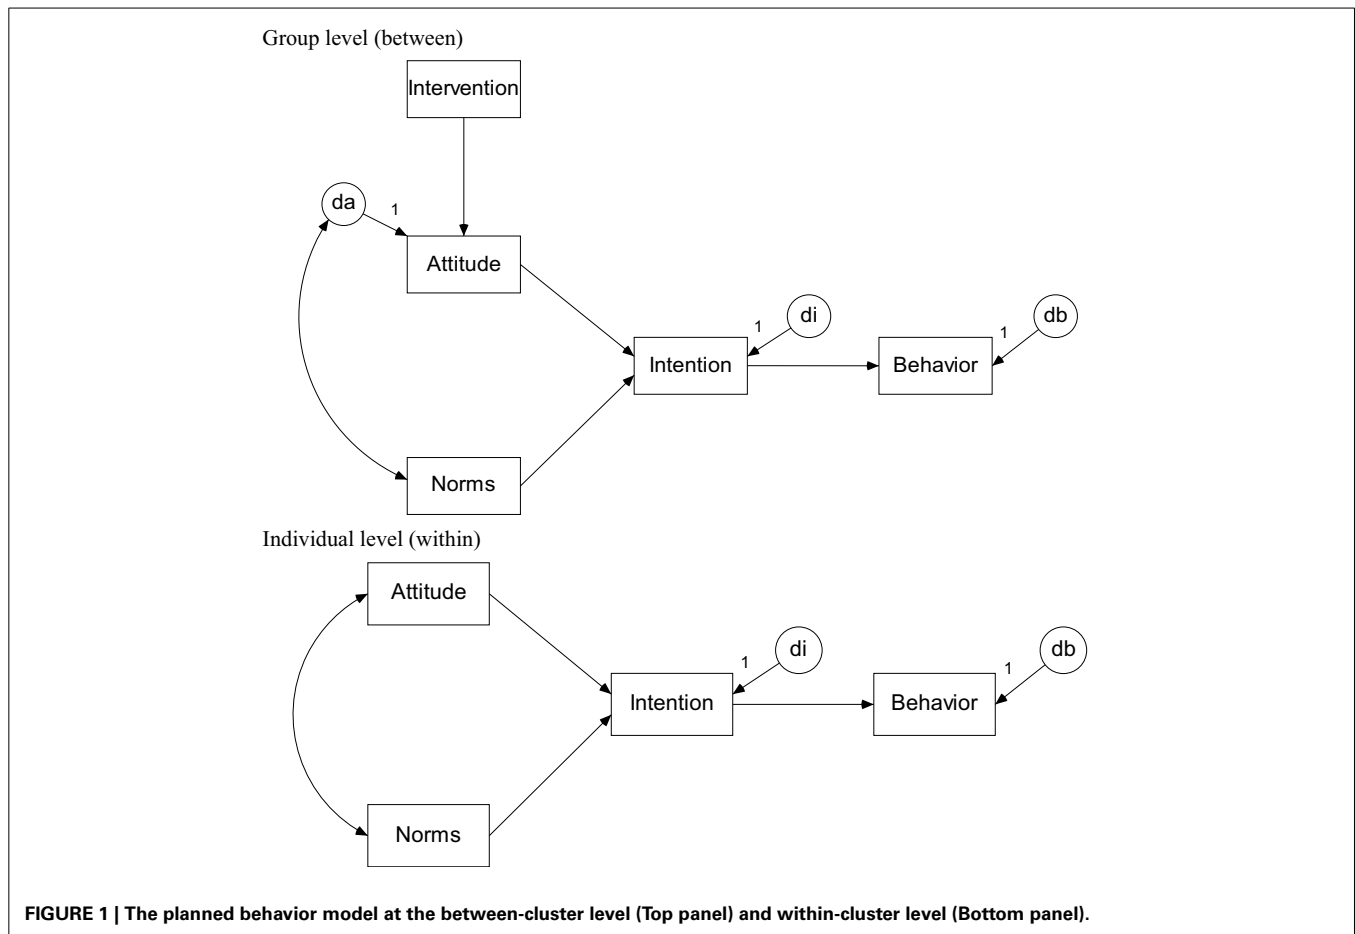 Group level (between)
Intervention
da
1
Attitude
di
db
1
1
Intention
Behavior
Norms
Individual level (within)
Attitude
di
db
1
1
Intention
Behavior
Norms
FIGURE 1 | The planned behavior model at the between-cluster level (Top panel) and within-cluster level (Bottom panel).